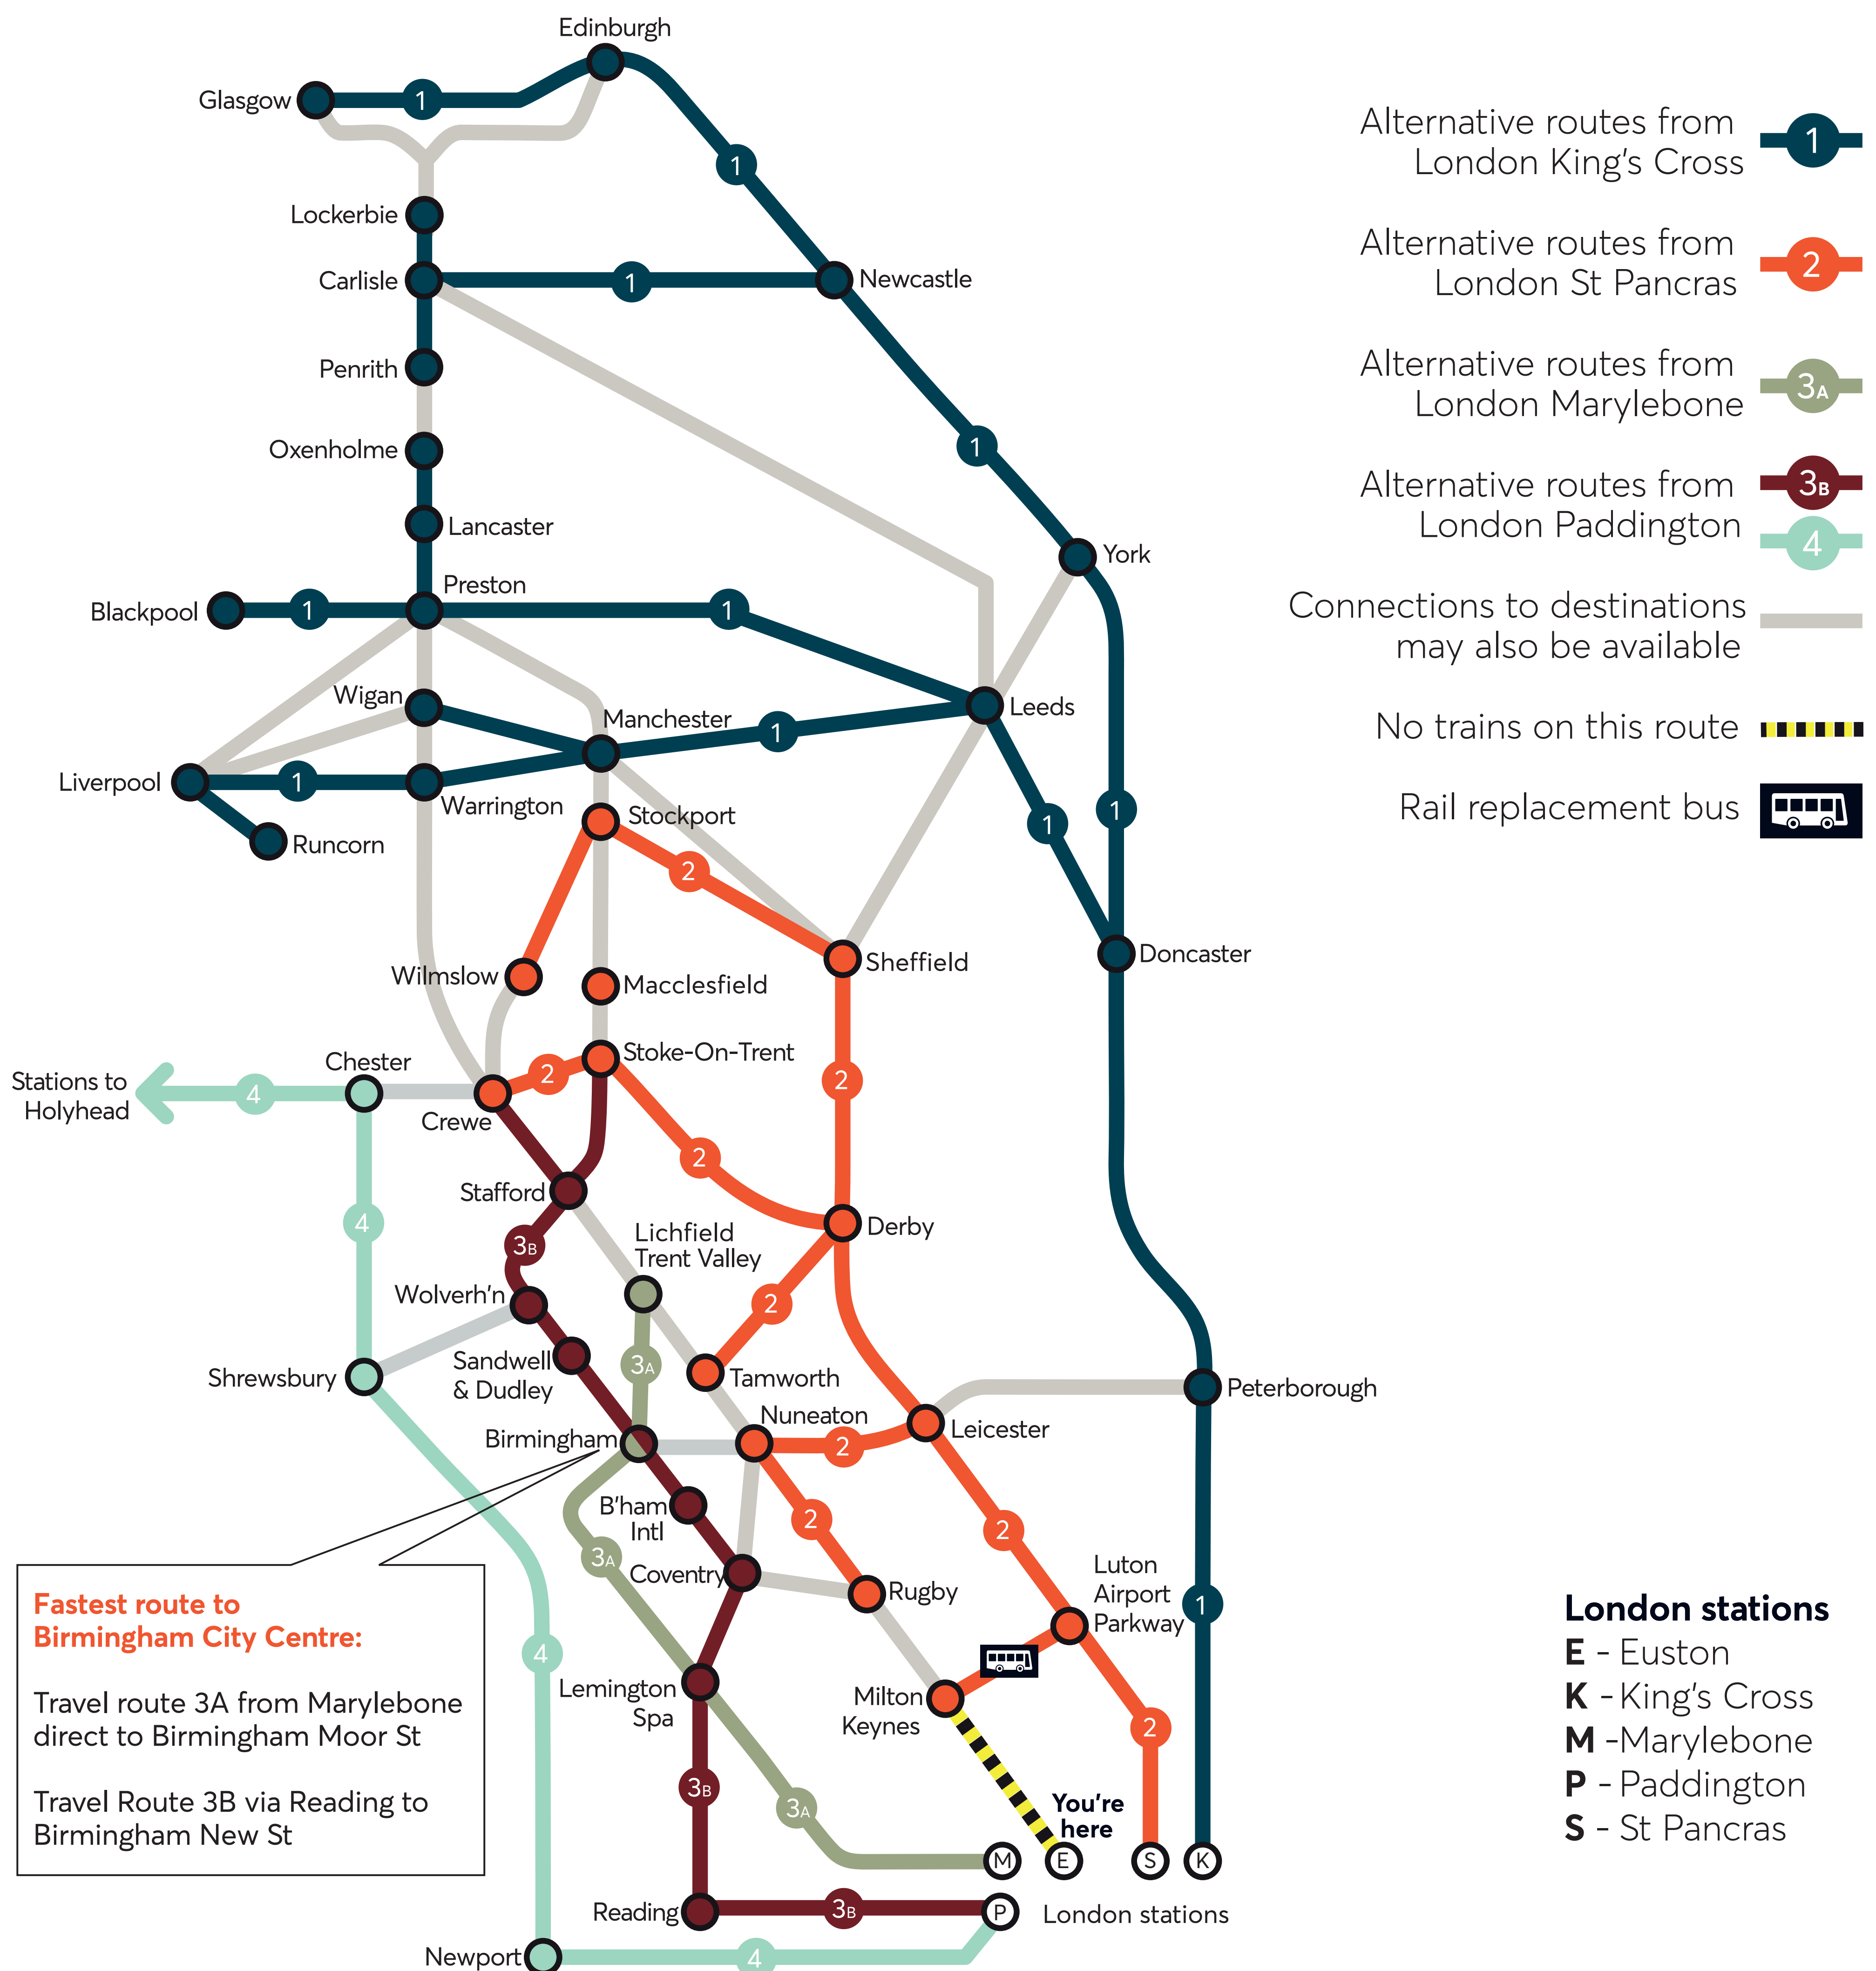 Edinburgh
Glasgow
1
1
Lockerbie
Carlisle
1
Newcastle
Penrith
1
Oxenholme
Lancaster
York
Preston
Blackpool
1
1
Wigan
Leeds
Manchester
1
Liverpool
1
Warrington
1
1
Stockport
Runcorn
2
Wilmslow
Macclesfield
Sheffield
Doncaster
Stations to
Holyhead
4
Chester
Stoke-On-Trent
2
2
Crewe
2
Stafford
4
Derby
3B
Lichfield
Trent Valley
Wolverh'n
2
Sandwell
& Dudley
3A
Shrewsbury
Tamworth
Peterborough
Nuneaton
Leicester
Birmingham
2
B'ham
Intl
2
2
3A
Coventry
Rugby
Luton
Airport
Parkway
1
4
Lemington
Spa
Milton
Keynes
2
3B
3A
You're
here
M
E
S
K
Reading
3B
P
London stations
Newport
4
Fastest route to
Birmingham City Centre:
Travel route 3A from Marylebone
direct to Birmingham Moor St
Travel Route 3B via Reading to
Birmingham New St
Alternative routes from
London King's Cross
1
Alternative routes from
London St Pancras
2
Alternative routes from
London Marylebone
3A
Alternative routes from
London Paddington
3B
4
Connections to destinations
may also be available
No trains on this route
Rail replacement bus
London stations
E - Euston
K - King's Cross
M - Marylebone
P - Paddington
S - St Pancras